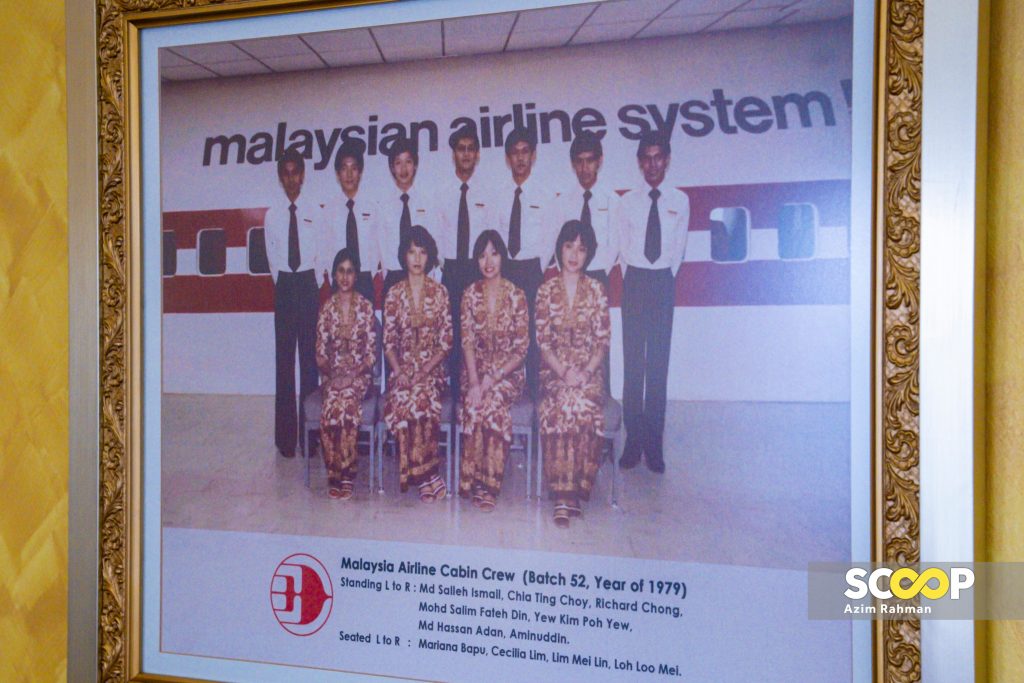 malaysian airline system
Malaysia Airline Cabin Crew (Batch 52, Year of 1979)
Standing L to R : Md Salleh Ismail, Chia Ting Choy, Richard Chong,
Mohd Salim Fateh Din, Yew Kim Poh Yew,
Md Hassan Adan, Aminuddin.
Seated L to R : Mariana Bapu, Cecilia Lim, Lim Mei Lin, Loh Loo Mei.
SCOOP
Azim Rahman